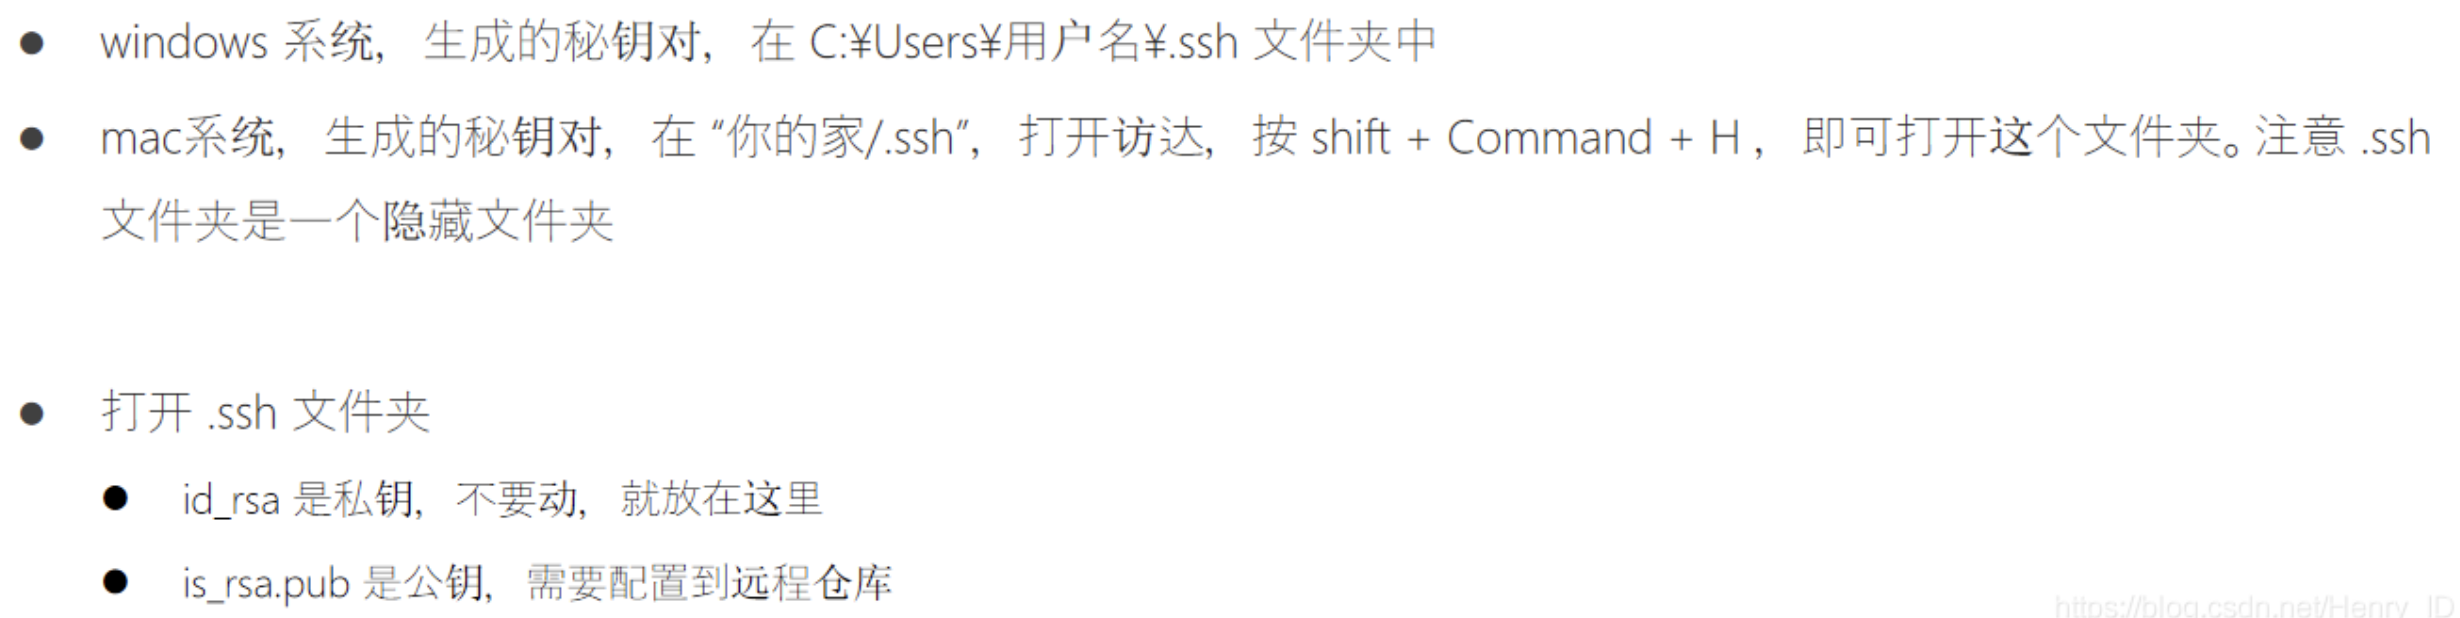 ● windows 系统，生成的秘钥对，在 C:¥Users¥用户名¥.ssh 文件夹中
● mac系统，生成的秘钥对，在 “你的家/.ssh”，打开访达，按 shift + Command + H ，即可打开这个文件夹。注意 .ssh
文件夹是一个隐藏文件夹
● 打开 .ssh 文件夹
● id_rsa 是私钥，不要动，就放在这里
● is_rsa.pub 是公钥，需要配置到远程仓库
https://blog.csdn.net/Henry_ID